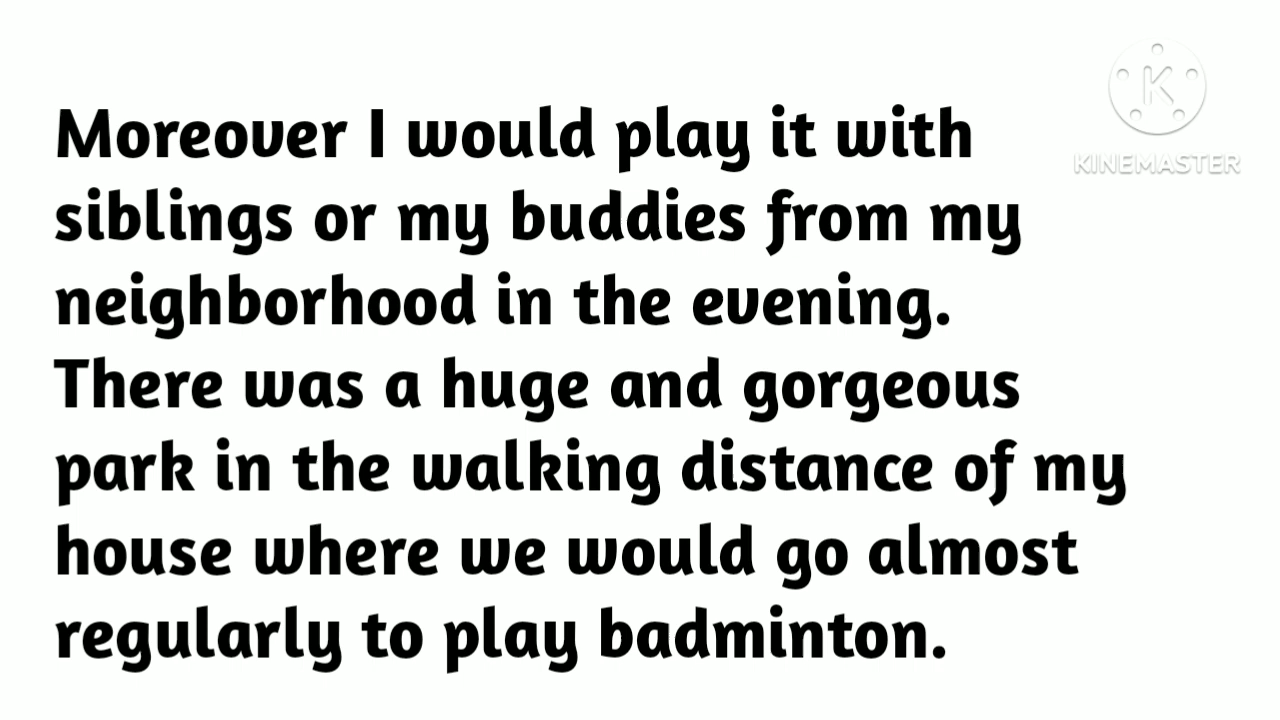 Moreover I would play it with
siblings or my buddies from my
neighborhood in the evening.
There was a huge and gorgeous
park in the walking distance of my
house where we would go almost
regularly to play badminton.
K
KINEMASTER